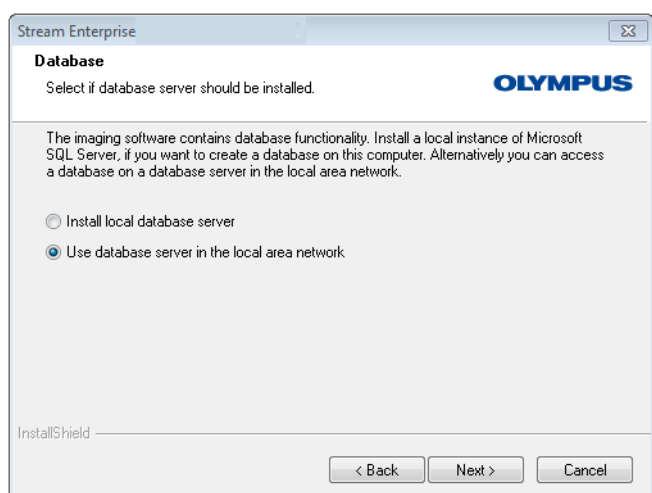 Stream Enterprise
Database
Select if database server should be installed.
OLYMPUS
The imaging software contains database functionality. Install a local instance of Microsoft
SQL Server, if you want to create a database on this computer. Alternatively you can access
a database on a database server in the local area network.
Install local database server
Use database server in the local area network
InstallShield
< Back
Next >
Cancel